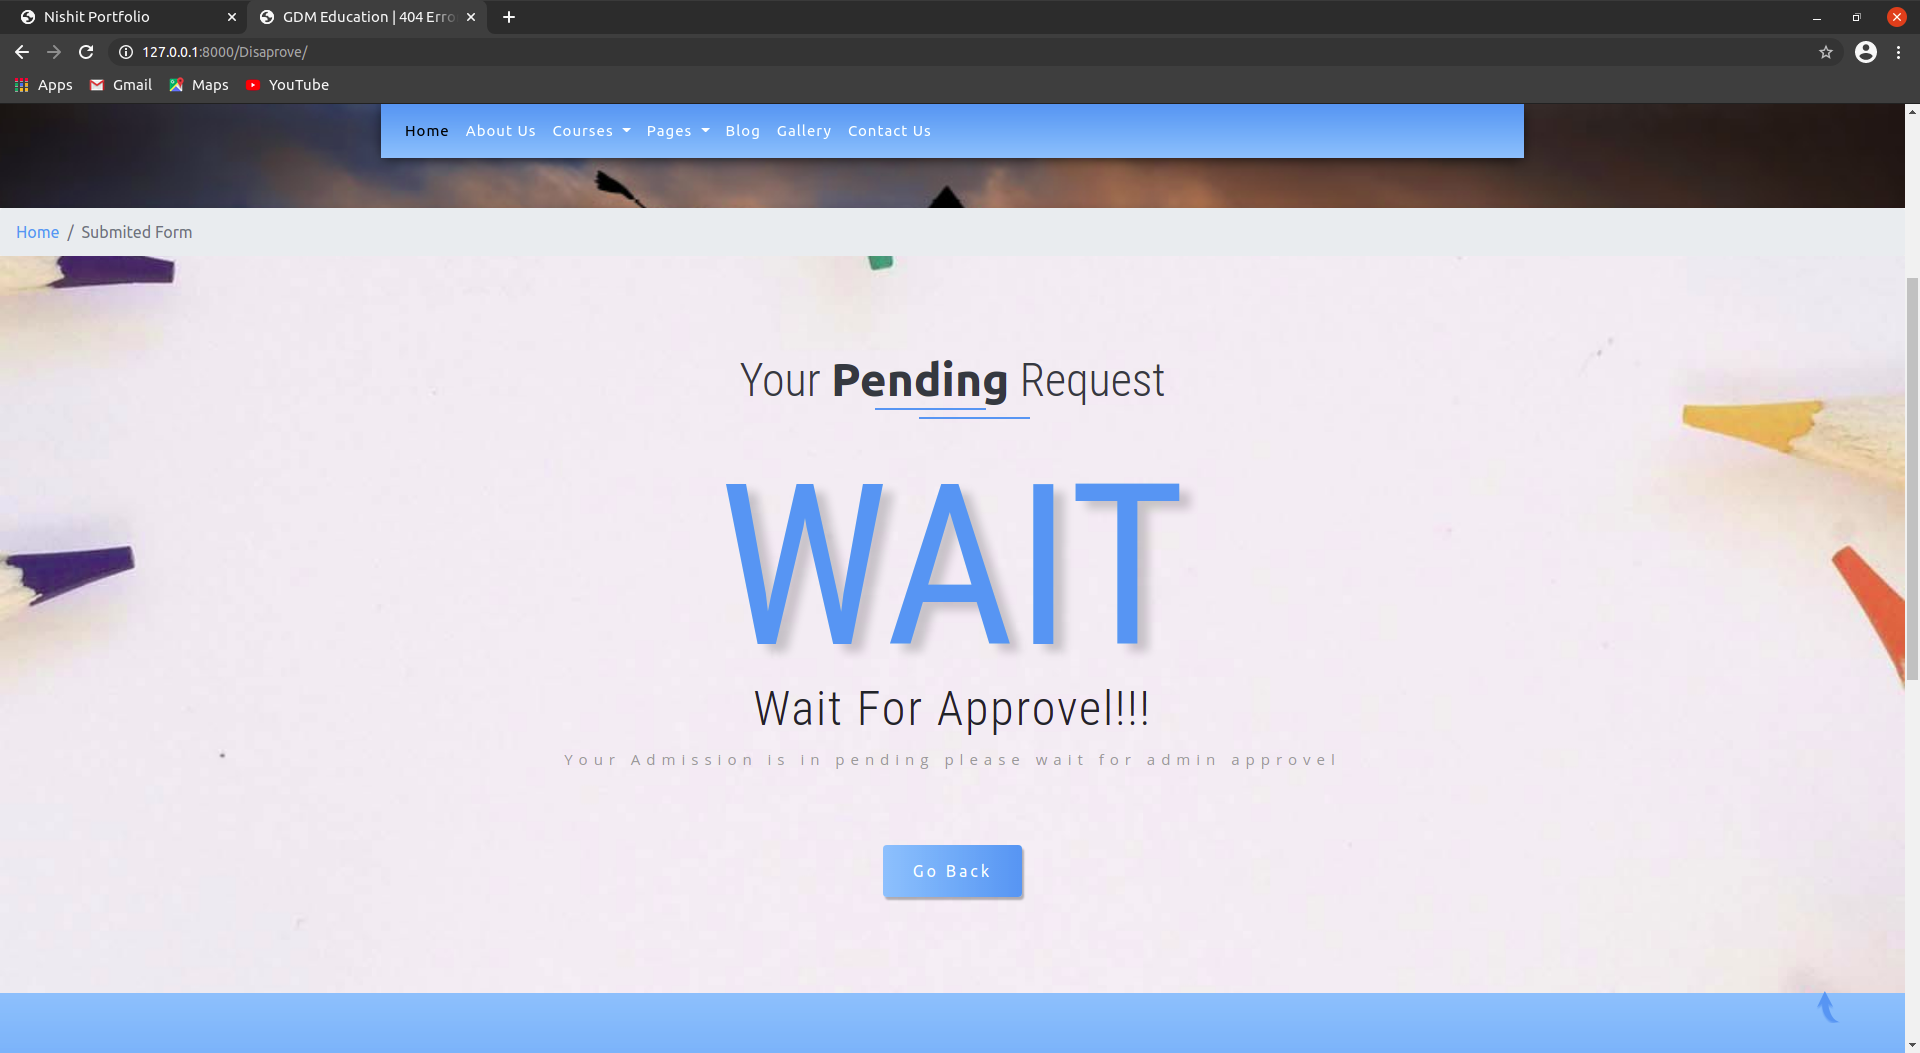 Nishit Portfolio
GDM Education | 404 Erro
127.0.0.1:8000/Disaprove/
Apps Gmail Maps YouTube
Home About Us Courses Pages Blog Gallery Contact Us
Home / Submited Form
Your Pending Request
WAIT
Wait For Approvel!!!
Your Admission is in pending please wait for admin approvel
Go Back